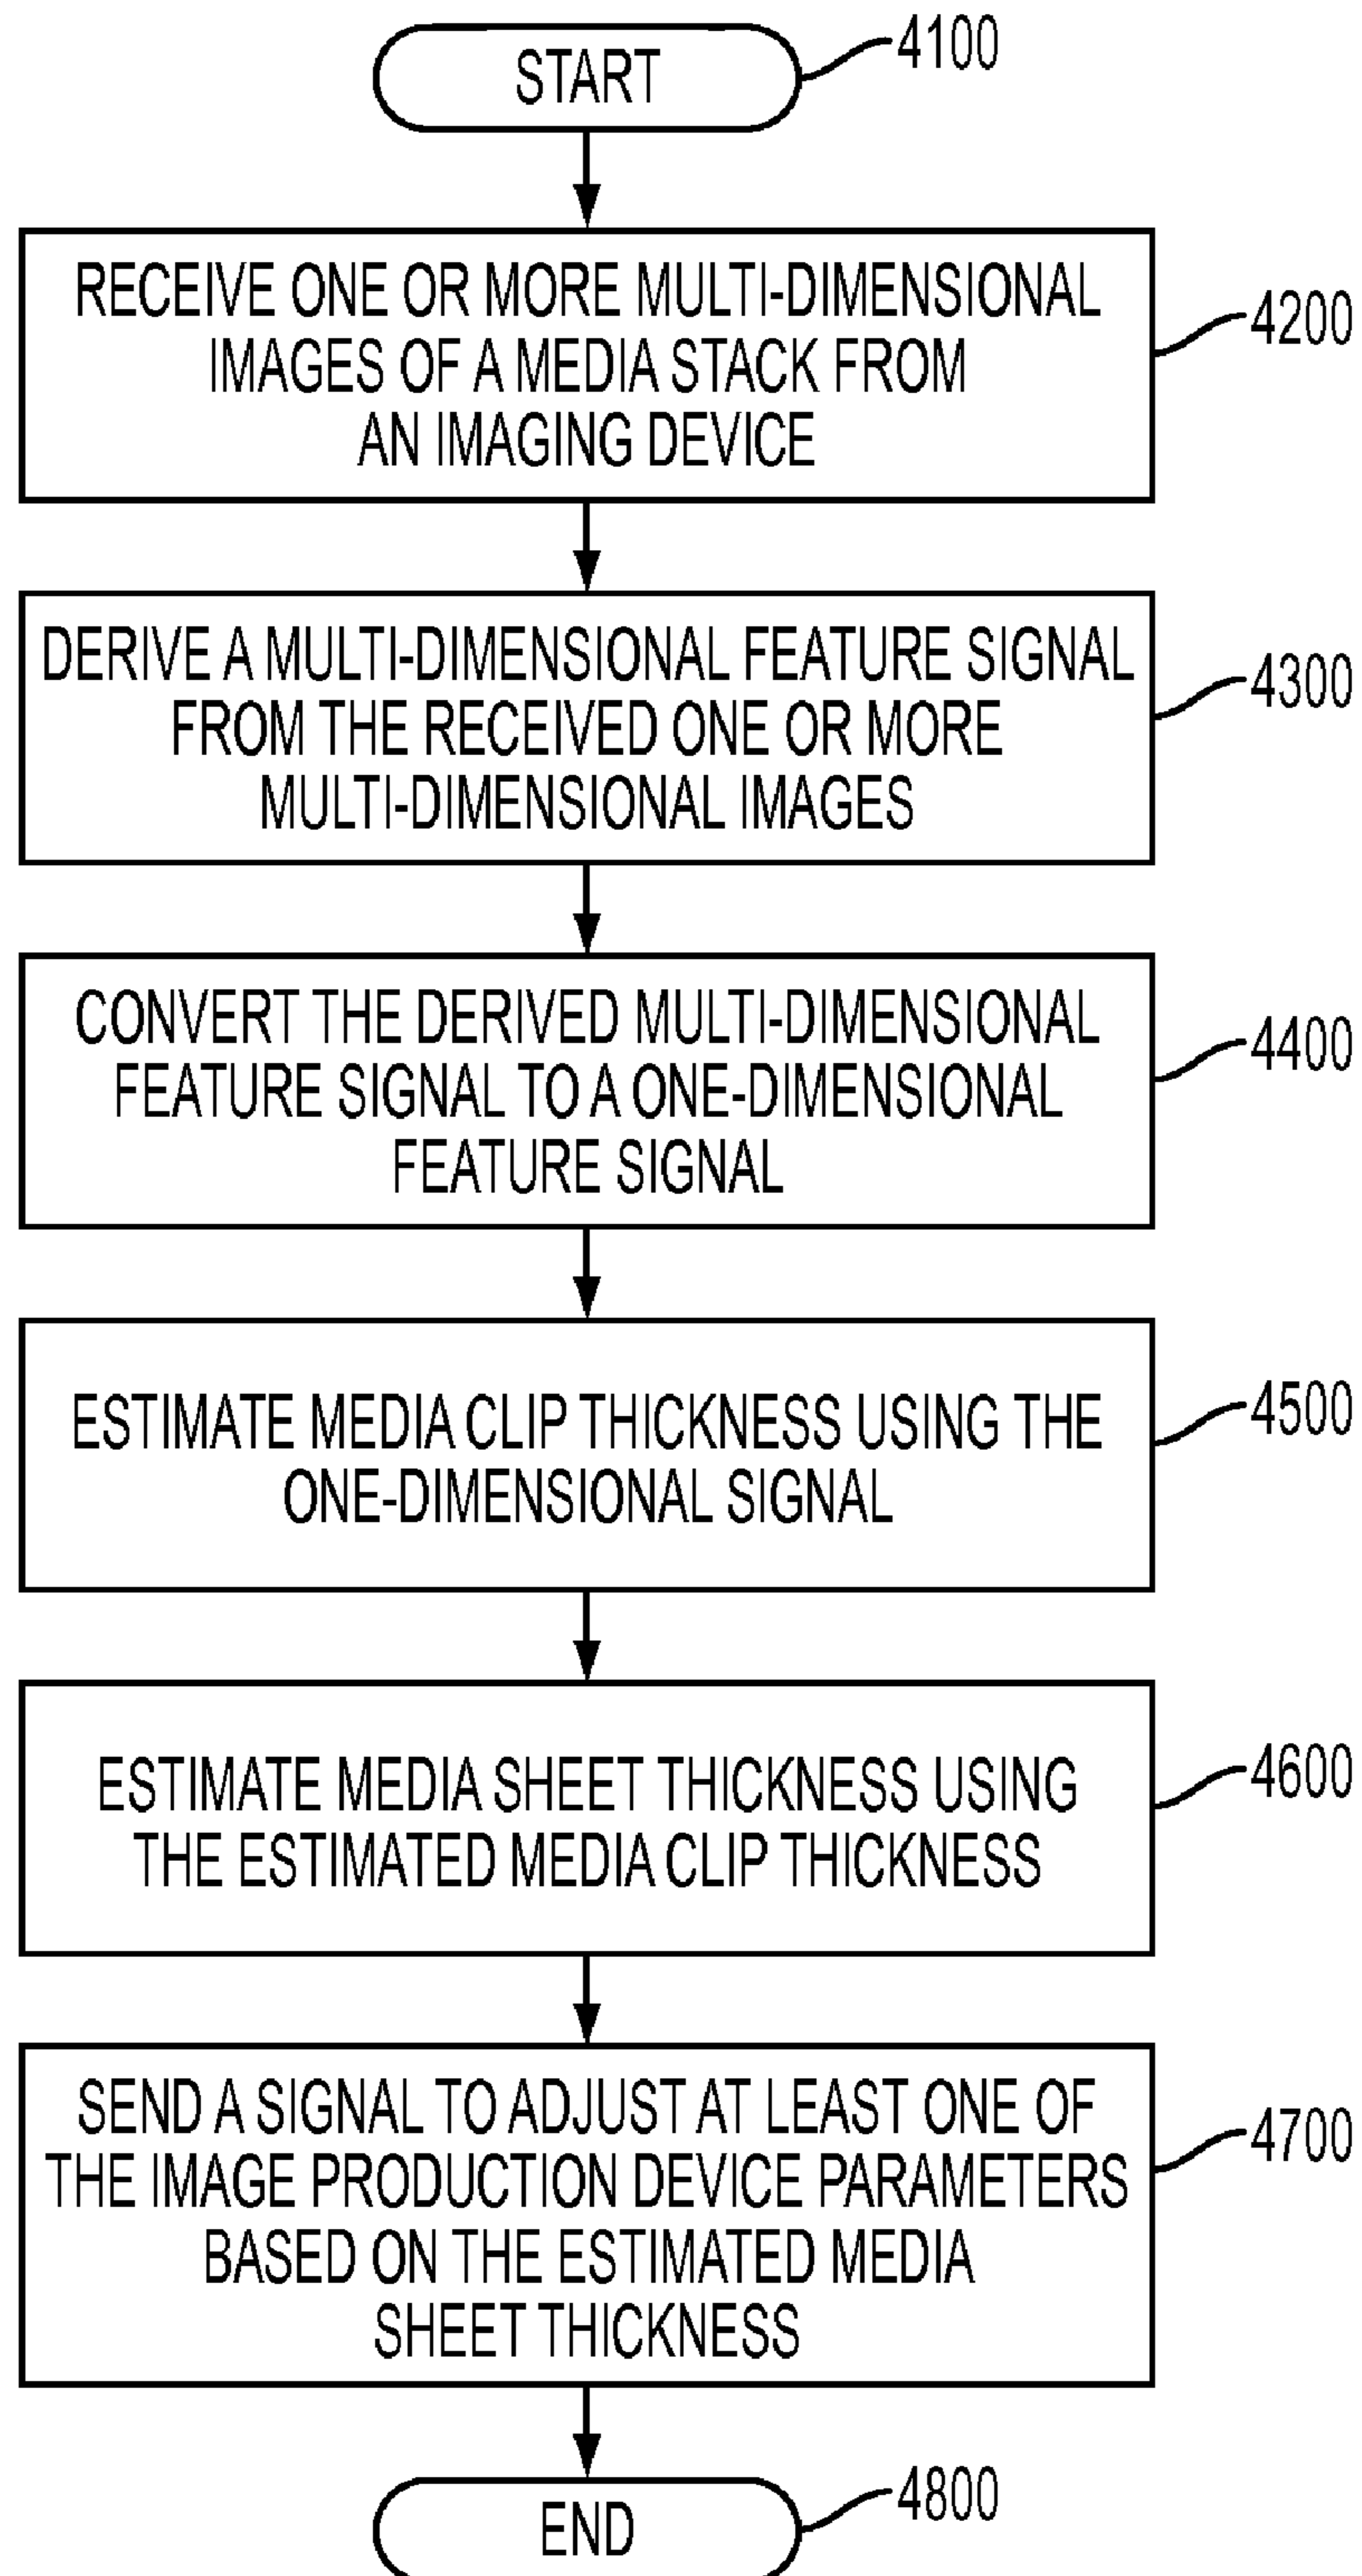 START
4100
RECEIVE ONE OR MORE MULTI-DIMENSIONAL
IMAGES OF A MEDIA STACK FROM
AN IMAGING DEVICE
4200
DERIVE A MULTI-DIMENSIONAL FEATURE SIGNAL
FROM THE RECEIVED ONE OR MORE
MULTI-DIMENSIONAL IMAGES
4300
CONVERT THE DERIVED MULTI-DIMENSIONAL
FEATURE SIGNAL TO A ONE-DIMENSIONAL
FEATURE SIGNAL
4400
ESTIMATE MEDIA CLIP THICKNESS USING THE
ONE-DIMENSIONAL SIGNAL
4500
ESTIMATE MEDIA SHEET THICKNESS USING
THE ESTIMATED MEDIA CLIP THICKNESS
4600
SEND A SIGNAL TO ADJUST AT LEAST ONE OF
THE IMAGE PRODUCTION DEVICE PARAMETERS
BASED ON THE ESTIMATED MEDIA
SHEET THICKNESS
4700
END
4800